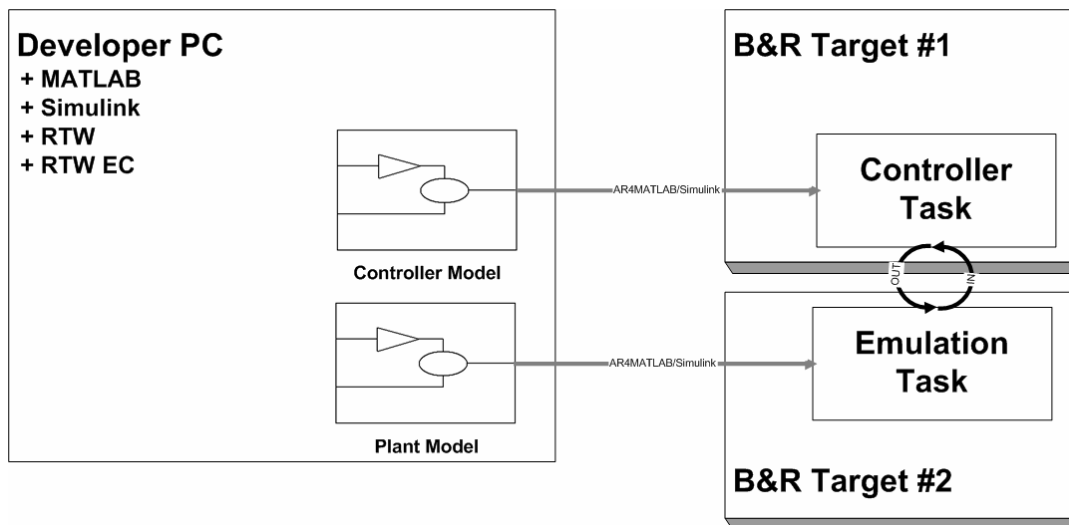 Developer PC
+ MATLAB
+ Simulink
+ RTW
+ RTW EC
Controller Model
Plant Model
AR4MATLAB/Simulink
AR4MATLAB/Simulink
B&R Target #1
Controller
Task
OUT
IN
Emulation
Task
B&R Target #2